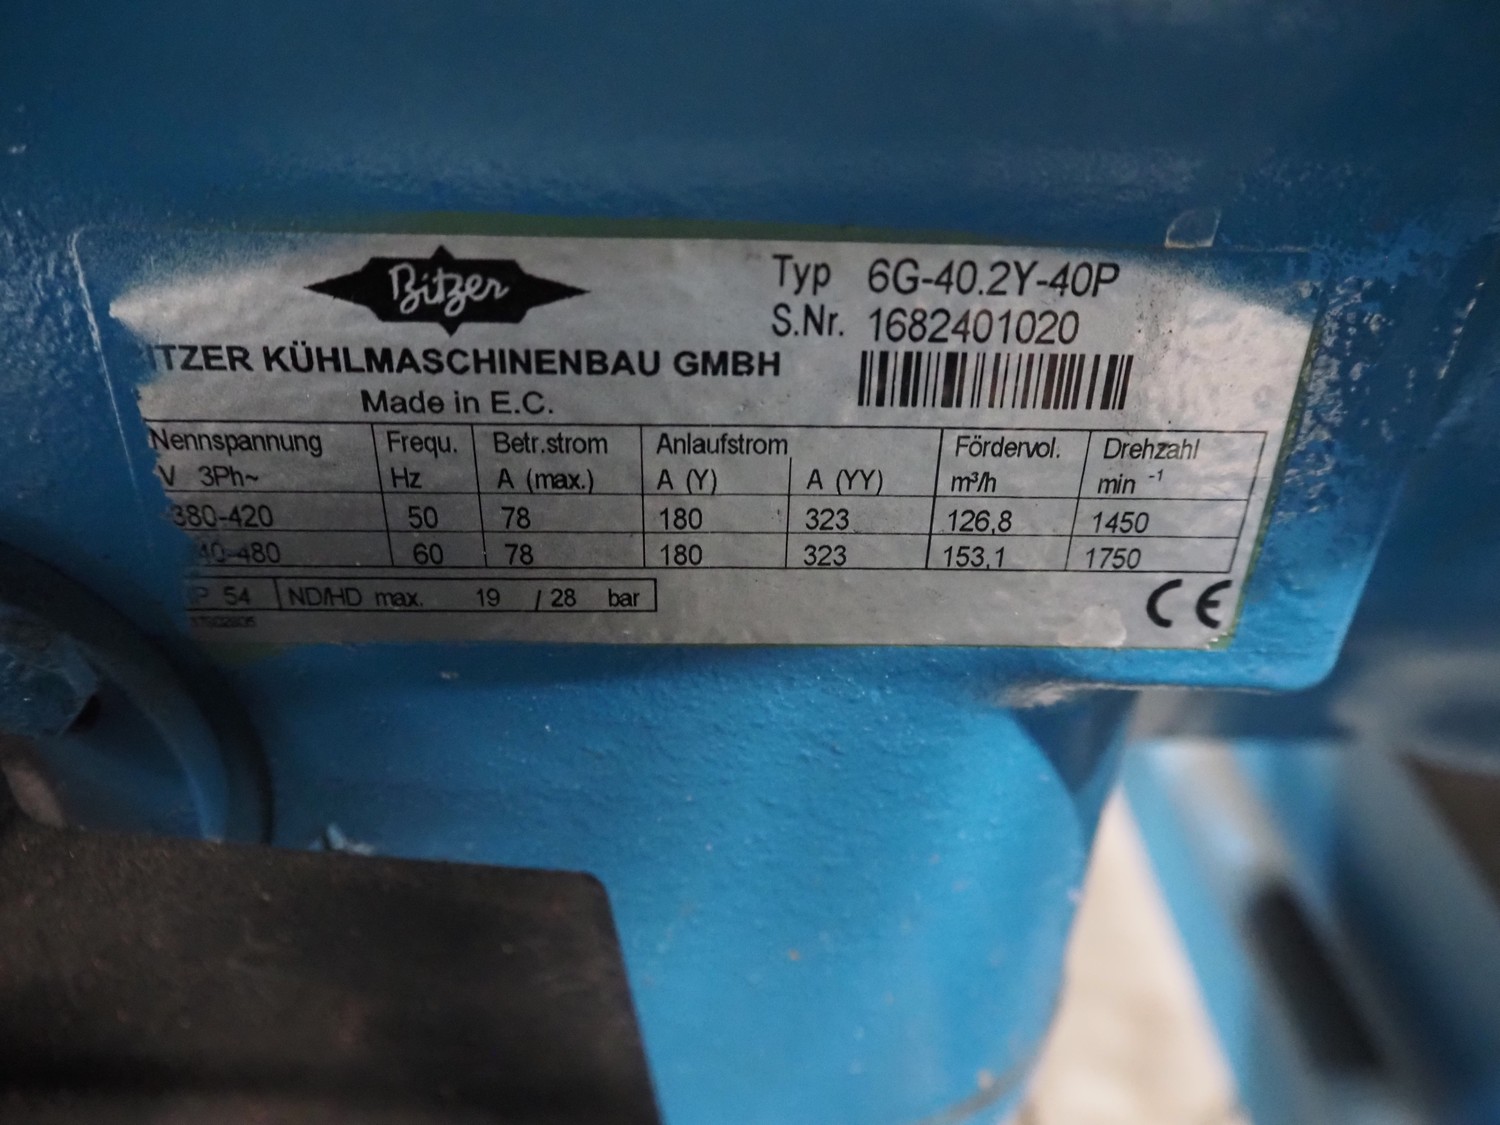 Bitzer
Typ 6G-40.2Y-40P
S.Nr. 1682401020
ITZER KÜHLMASCHINENBAU GMBH
Made in E.C.
Nennspannung Frequ. Betr.strom Anlaufstrom Fördervol. Drehzahl
V 3Ph~ Hz A (max.) A (Y) A (YY) m³/h min -1
380-420 50 78 180 323 126,8 1450
40-480 60 78 180 323 153,1 1750
P 54 ND/HD max. 19 / 28 bar
CE